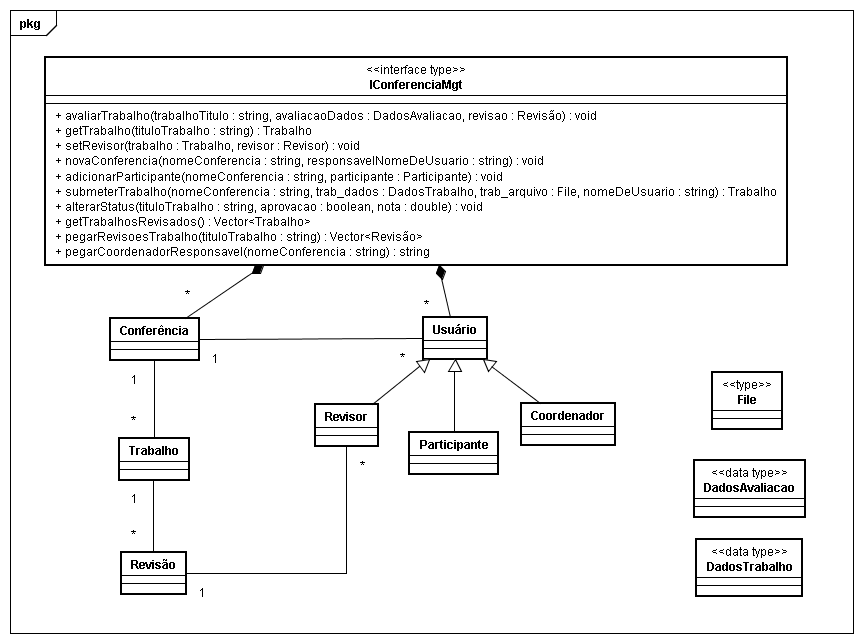 pkg
<<interface type>>
IConferenciaMgt
+ avaliarTrabalho(trabalhoTitulo : string, avaliacaoDados : DadosAvaliacao, revisao : Revisão) : void
+ getTrabalho(tituloTrabalho : string) : Trabalho
+ setRevisor(trabalho : Trabalho, revisor : Revisor) : void
+ novaConferencia(nomeConferencia : string, responsavelNomeDeUsuario : string) : void
+ adicionarParticipante(nomeConferencia : string, participante : Participante) : void
+ submeterTrabalho(nomeConferencia : string, trab_dados : DadosTrabalho, trab_arquivo : File, nomeDeUsuario : string) : Trabalho
+ alterarStatus(tituloTrabalho : string, aprovacao : boolean, nota : double) : void
+ getTrabalhosRevisados() : Vector<Trabalho>
+ pegarRevisoesTrabalho(tituloTrabalho : string) : Vector<Revisão>
+ pegarCoordenadorResponsavel(nomeConferencia : string) : string
*
*
Conferência
Usuário
1
*
1
*
Revisor
Participante
Coordenador
<<type>>
File
Trabalho
*
1
*
<<data type>>
DadosAvaliacao
Revisão
1
<<data type>>
DadosTrabalho